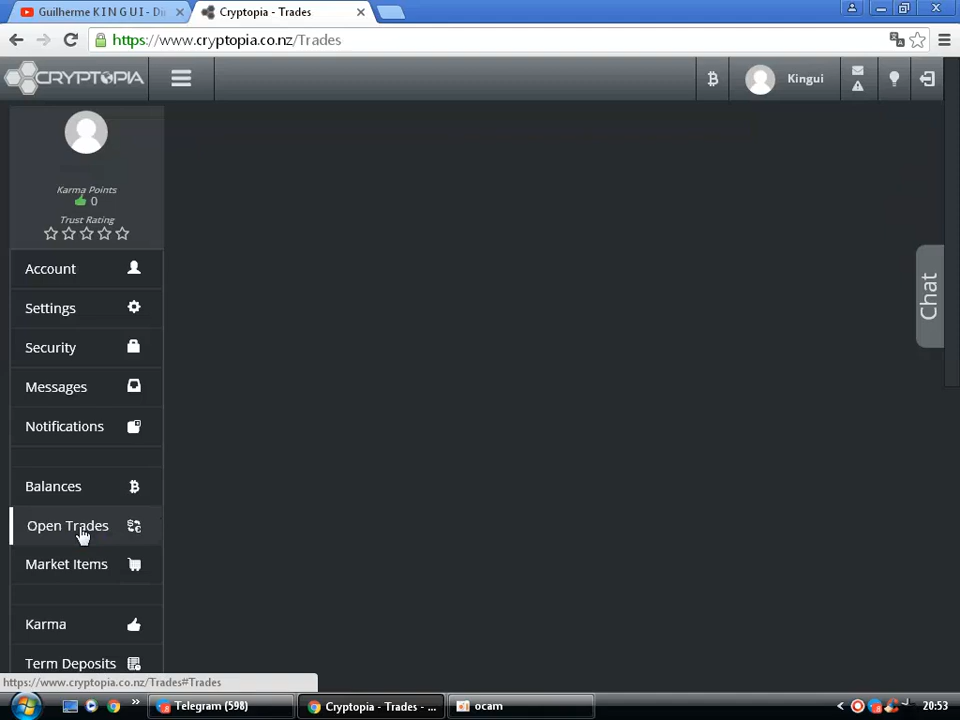 Guilherme K I N G U I - Di
Cryptopia - Trades
https://www.cryptopia.co.nz/Trades
CRYPTOPIA
Kingui
Karma Points
0
Trust Rating
Account
Settings
Security
Messages
Notifications
Balances
Open Trades
Market Items
Karma
Term Deposits
Chat
https://www.cryptopia.co.nz/Trades#Trades
Telegram (598)
Cryptopia - Trades - ...
ocam
20:53